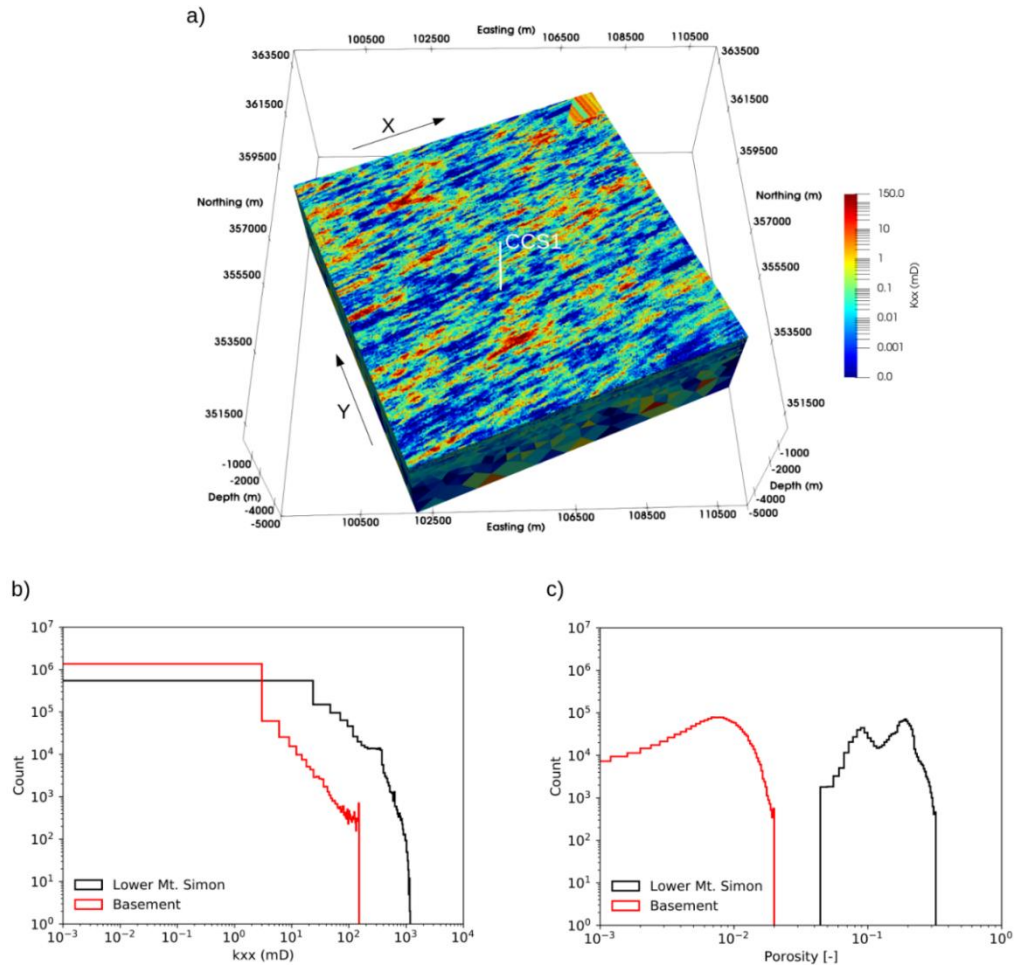 a)
Easting (m)
100500 102500 106500 108500 110500
363500 363500
361500 361500
X
359500 359500
Northing (m) Northing (m)
357000 357000
355500 355500
353500 353500
351500 351500
CCS1
Y
150.0
10
1
0.1
0.01
0.001
0.0
Kxx (mD)
-1000 -1000
-2000 -2000
Depth (m) Depth (m)
-4000 -4000
-5000 -5000
100500 102500 106500 108500 110500
Easting (m)
b)
10^7
10^6
10^5
10^4
10^3
10^2
10^1
10^0
Count
Lower Mt. Simon
Basement
10^-3 10^-2 10^-1 10^0 10^1 10^2 10^3 10^4
kxx (mD)
c)
10^7
10^6
10^5
10^4
10^3
10^2
10^1
10^0
Count
Lower Mt. Simon
Basement
10^-3 10^-2 10^-1 10^0
Porosity [-]